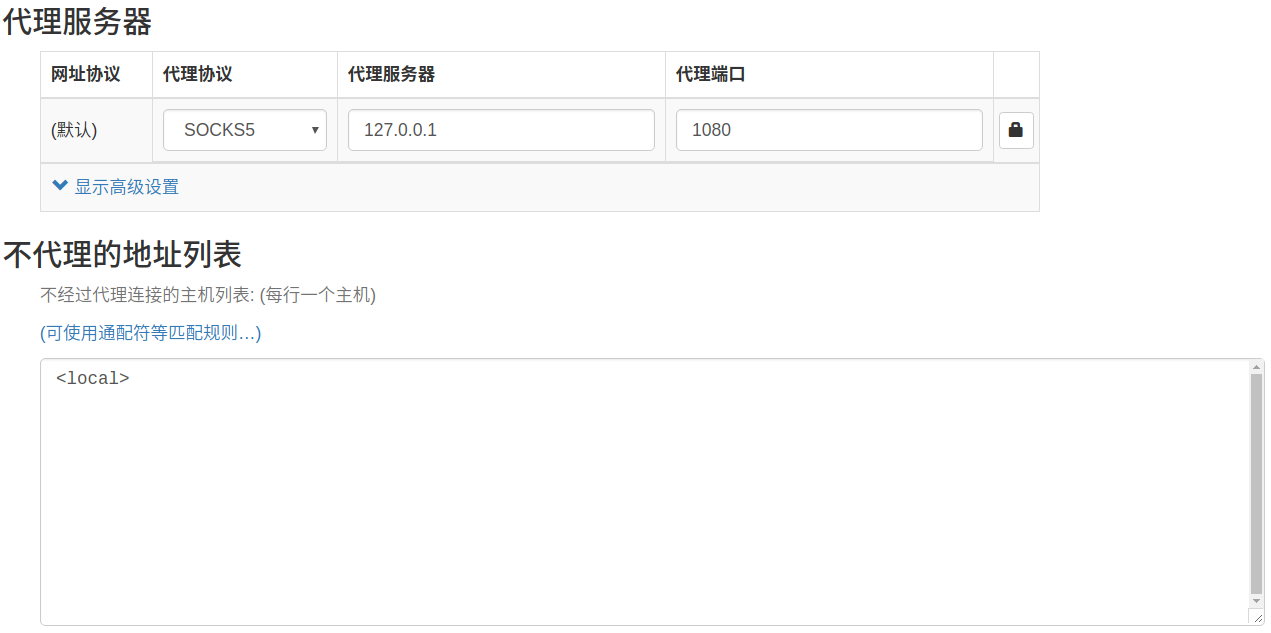 代理服务器
网址协议 代理协议 代理服务器 代理端口
(默认) SOCKS5 127.0.0.1 1080
显示高级设置
不代理的地址列表
不经过代理连接的主机列表: (每行一个主机)
(可使用通配符等匹配规则…)
<local>